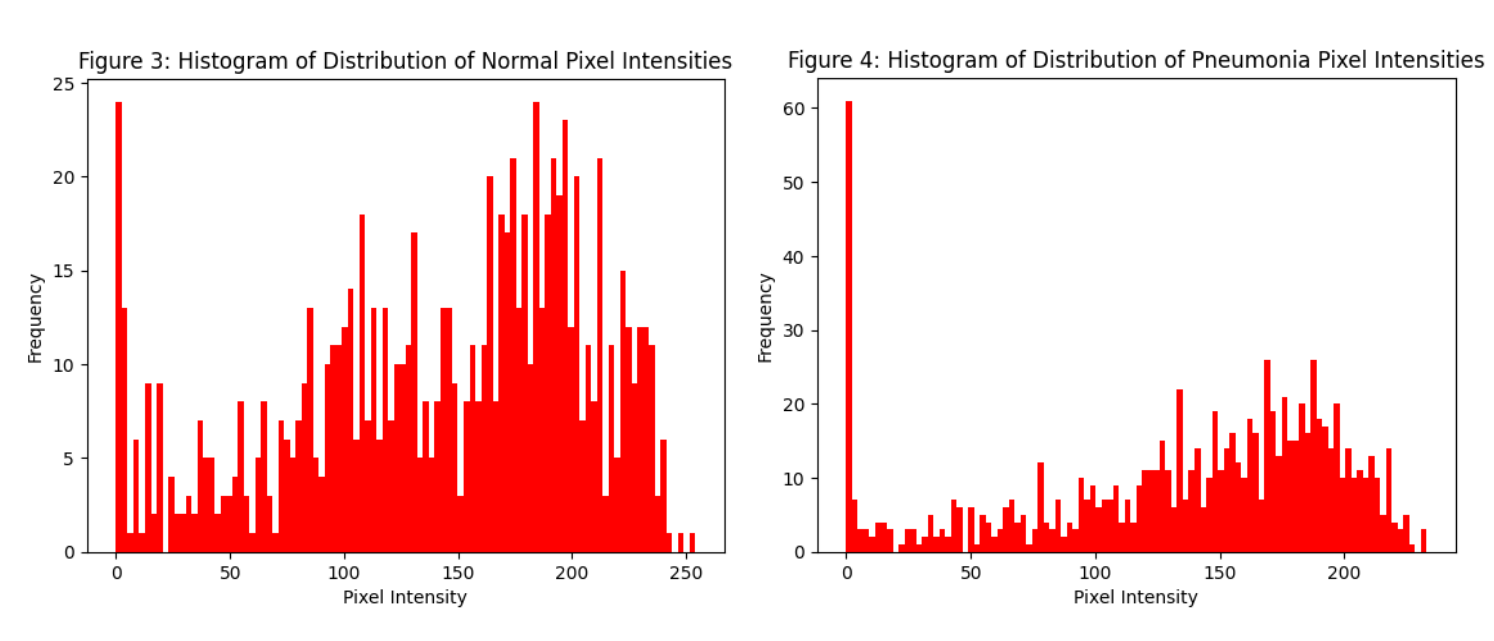 Figure 3: Histogram of Distribution of Normal Pixel Intensities
25
20
15
10
5
0
Frequency
0 50 100 150 200 250
Pixel Intensity
Figure 4: Histogram of Distribution of Pneumonia Pixel Intensities
60
50
40
30
20
10
0
Frequency
0 50 100 150 200
Pixel Intensity